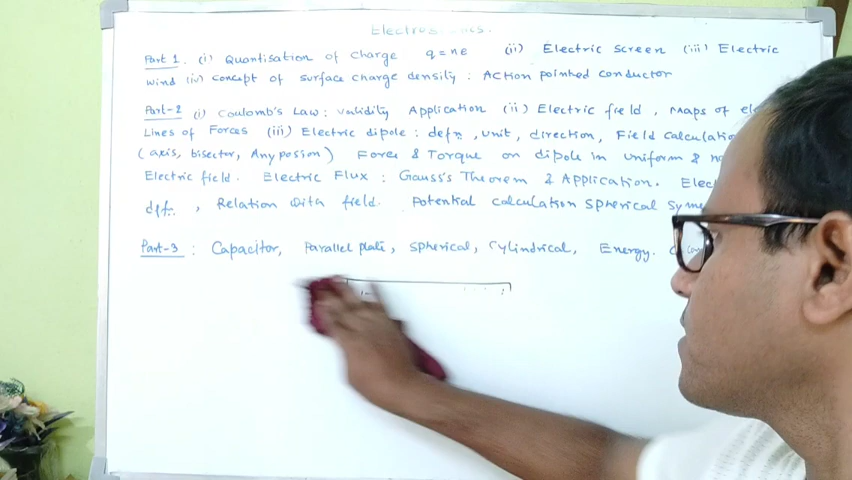 Part 1. (i) Quantisation of charge q = ne (ii) Electric screen (iii) Electric
wind (iv) concept of surface charge density : Action pointed conductor
Part-2 (i) Coulomb's Law : validity Application (ii) Electric field, Maps of
Lines of Forces (iii) Electric dipole : defn, unit, direction, Field
(axis, bisector, Any posion) Force & Torque on dipole in uniform &
Electric field. Electric Flux : Gauss's Theorem & Application.
defn. , Relation with field. Potential calculation spherical
Part-3 : Capacitor, Parallel plate, Spherical, Cylindrical, Energy.